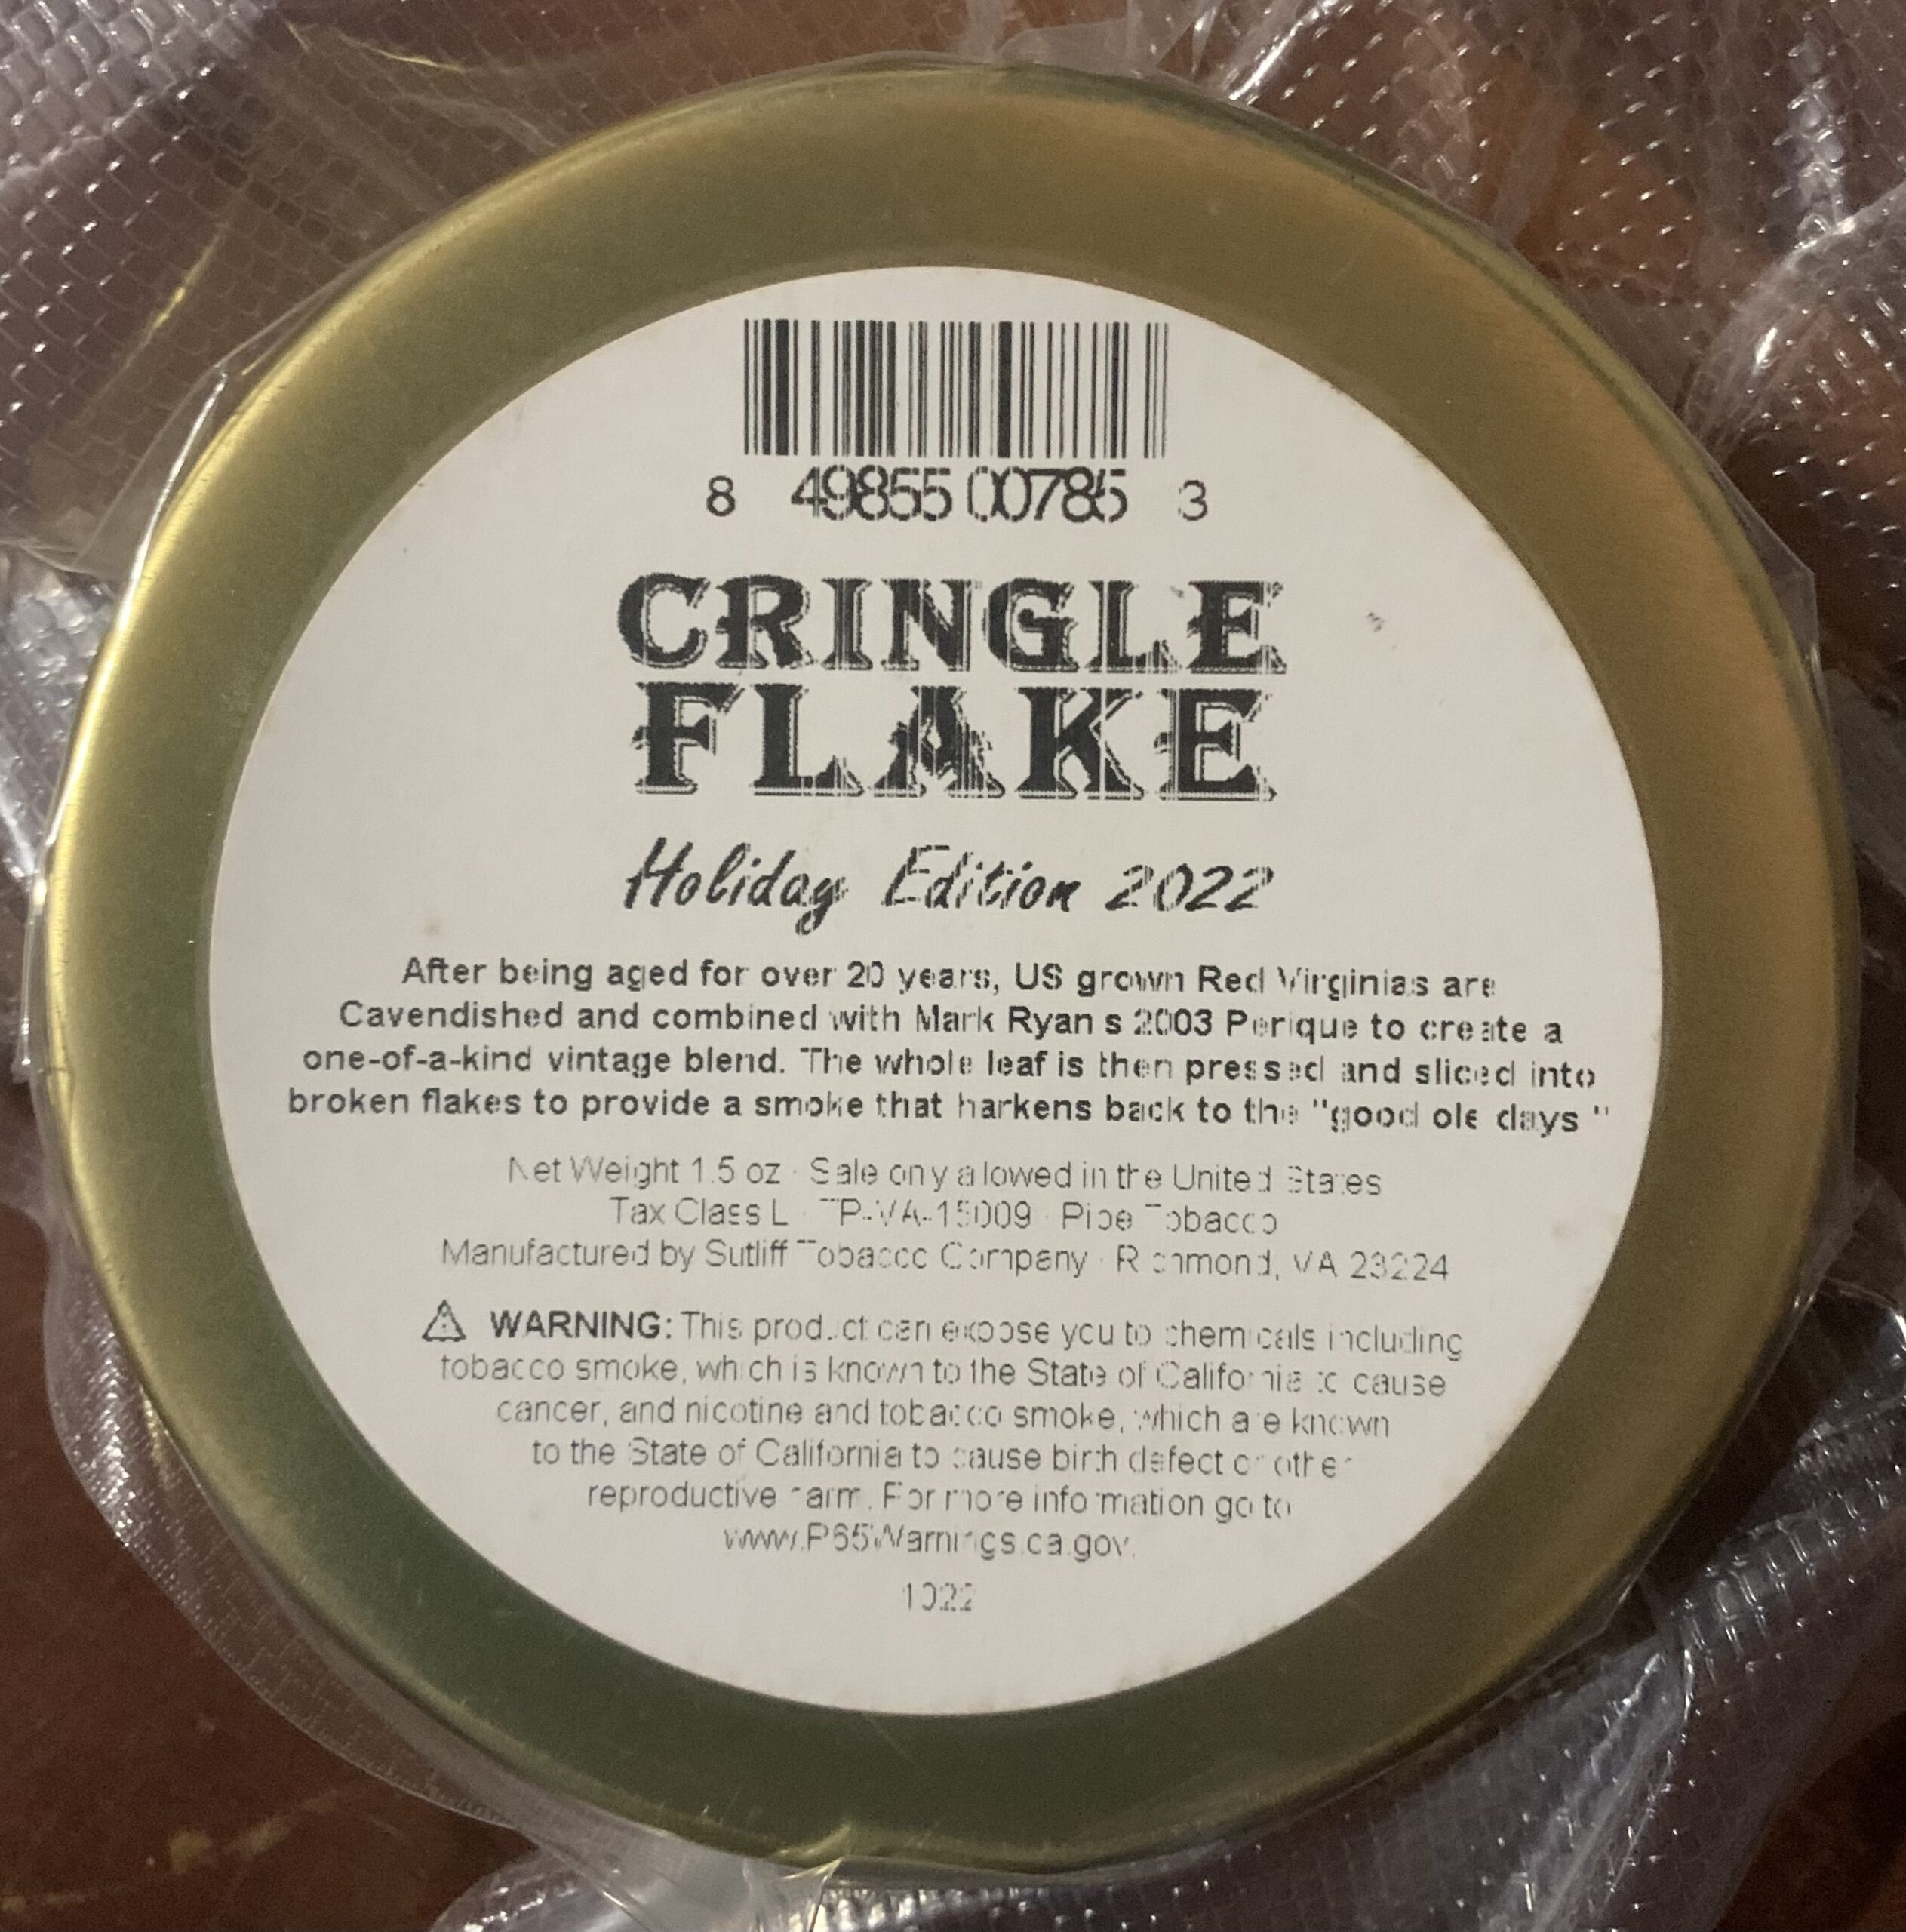 8 49855 00785 3
CRINGLE
FLAKE
Holiday Edition 2022
After being aged for over 20 years, US grown Red Virginias are
Cavendished and combined with Mark Ryan s 2003 Perique to create a
one-of-a-kind vintage blend. The whole leaf is then pressed and sliced into
broken flakes to provide a smoke that harkens back to the "good ole days "
Net Weight 1.5 oz · Sale only allowed in the United States
Tax Class L · TP-VA-15009 · Pipe Tobacco
Manufactured by Sutliff Tobacco Company · Richmond, VA 23224
⚠ WARNING: This product can expose you to chemicals including
tobacco smoke, which is known to the State of California to cause
cancer, and nicotine and tobacco smoke, which are known
to the State of California to cause birth defect or other
reproductive harm. For more information go to
www.P65Warnings.ca.gov.
1022